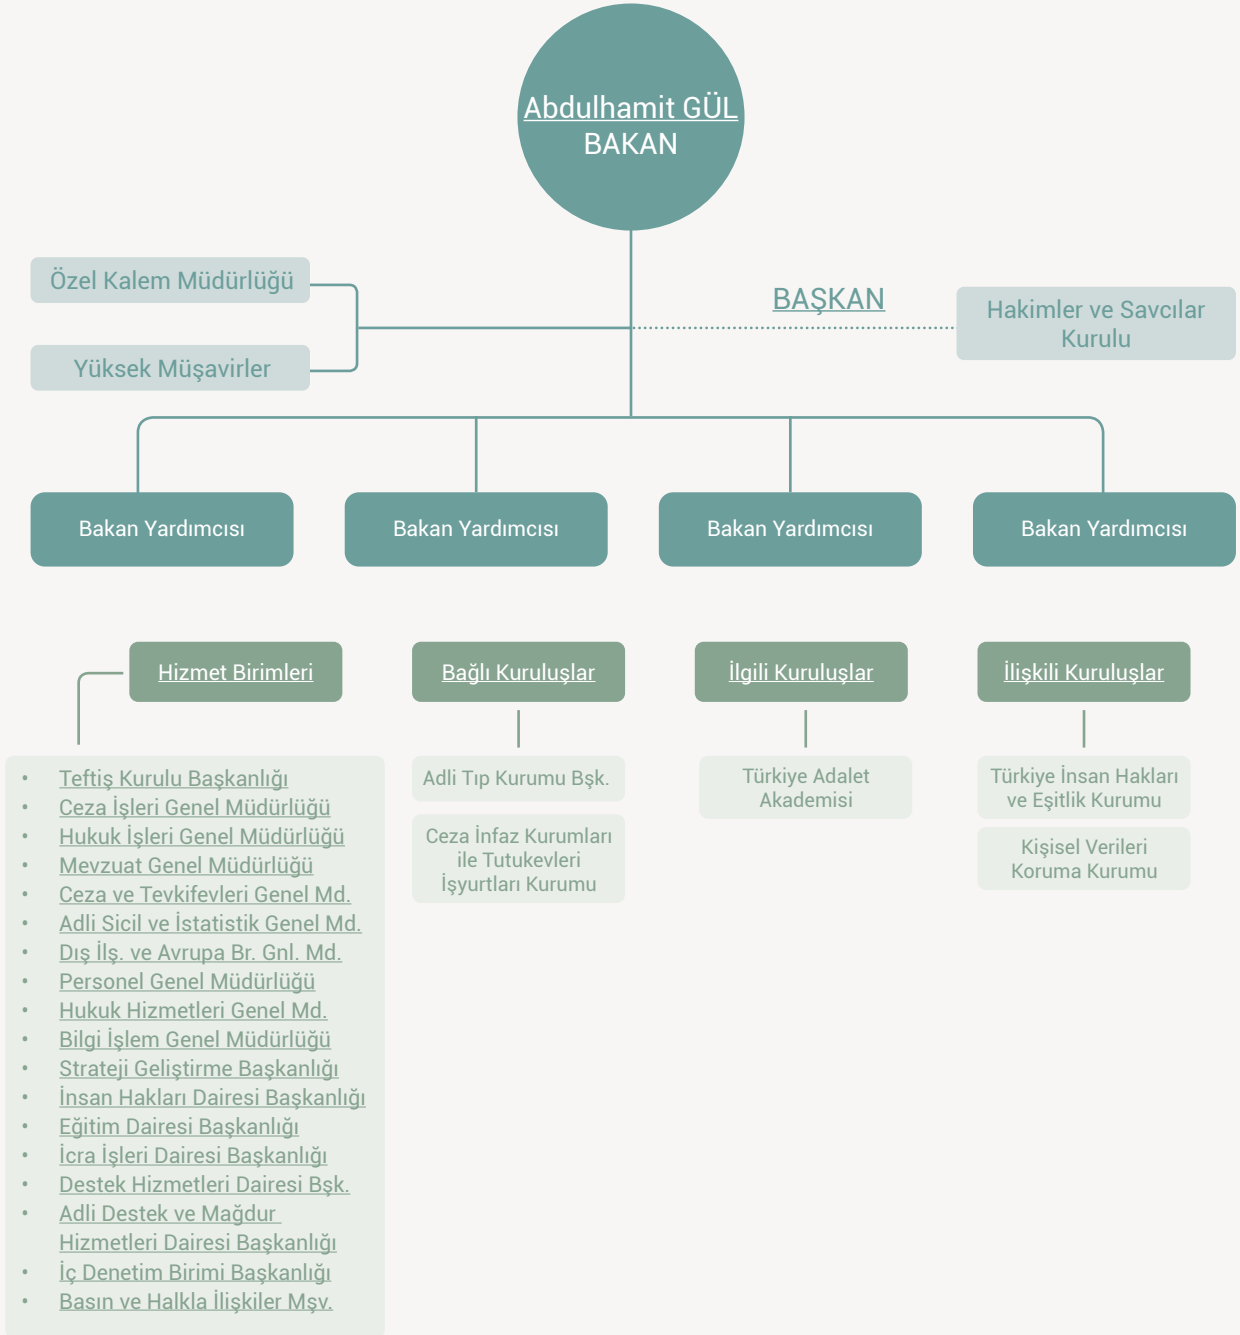 Abdulhamit GÜL
BAKAN
Özel Kalem Müdürlüğü
BAŞKAN
Hakimler ve Savcılar
Kurulu
Yüksek Müşavirler
Bakan Yardımcısı
Bakan Yardımcısı
Bakan Yardımcısı
Bakan Yardımcısı
Hizmet Birimleri
• Teftiş Kurulu Başkanlığı
• Ceza İşleri Genel Müdürlüğü
• Hukuk İşleri Genel Müdürlüğü
• Mevzuat Genel Müdürlüğü
• Ceza ve Tevkifevleri Genel Md.
• Adli Sicil ve İstatistik Genel Md.
• Dış İlş. ve Avrupa Br. Gnl. Md.
• Personel Genel Müdürlüğü
• Hukuk Hizmetleri Genel Md.
• Bilgi İşlem Genel Müdürlüğü
• Strateji Geliştirme Başkanlığı
• İnsan Hakları Dairesi Başkanlığı
• Eğitim Dairesi Başkanlığı
• İcra İşleri Dairesi Başkanlığı
• Destek Hizmetleri Dairesi Bşk.
• Adli Destek ve Mağdur
Hizmetleri Dairesi Başkanlığı
• İç Denetim Birimi Başkanlığı
• Basın ve Halkla İlişkiler Mşv.
Bağlı Kuruluşlar
Adli Tıp Kurumu Bşk.
Ceza İnfaz Kurumları
ile Tutukevleri
İşyurtları Kurumu
İlgili Kuruluşlar
Türkiye Adalet
Akademisi
İlişkili Kuruluşlar
Türkiye İnsan Hakları
ve Eşitlik Kurumu
Kişisel Verileri
Koruma Kurumu